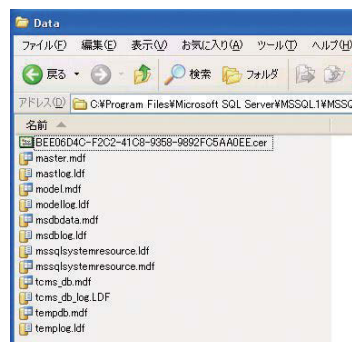 Data
ファイル(F) 編集(E) 表示(V) お気に入り(A) ツール(T) ヘルプ(H)
戻る 検索 フォルダ
アドレス(D) C:¥Program Files¥Microsoft SQL Server¥MSSQL.1¥MSSQ
名前
BEE06D4C-F2C2-41C8-9358-9892FC5AA0EE.cer
master.mdf
mastlog.ldf
model.mdf
modellog.ldf
msdbdata.mdf
msdblog.ldf
mssqlsystemresource.ldf
mssqlsystemresource.mdf
tcms_db.mdf
tcms_db_log.LDF
tempdb.mdf
templog.ldf